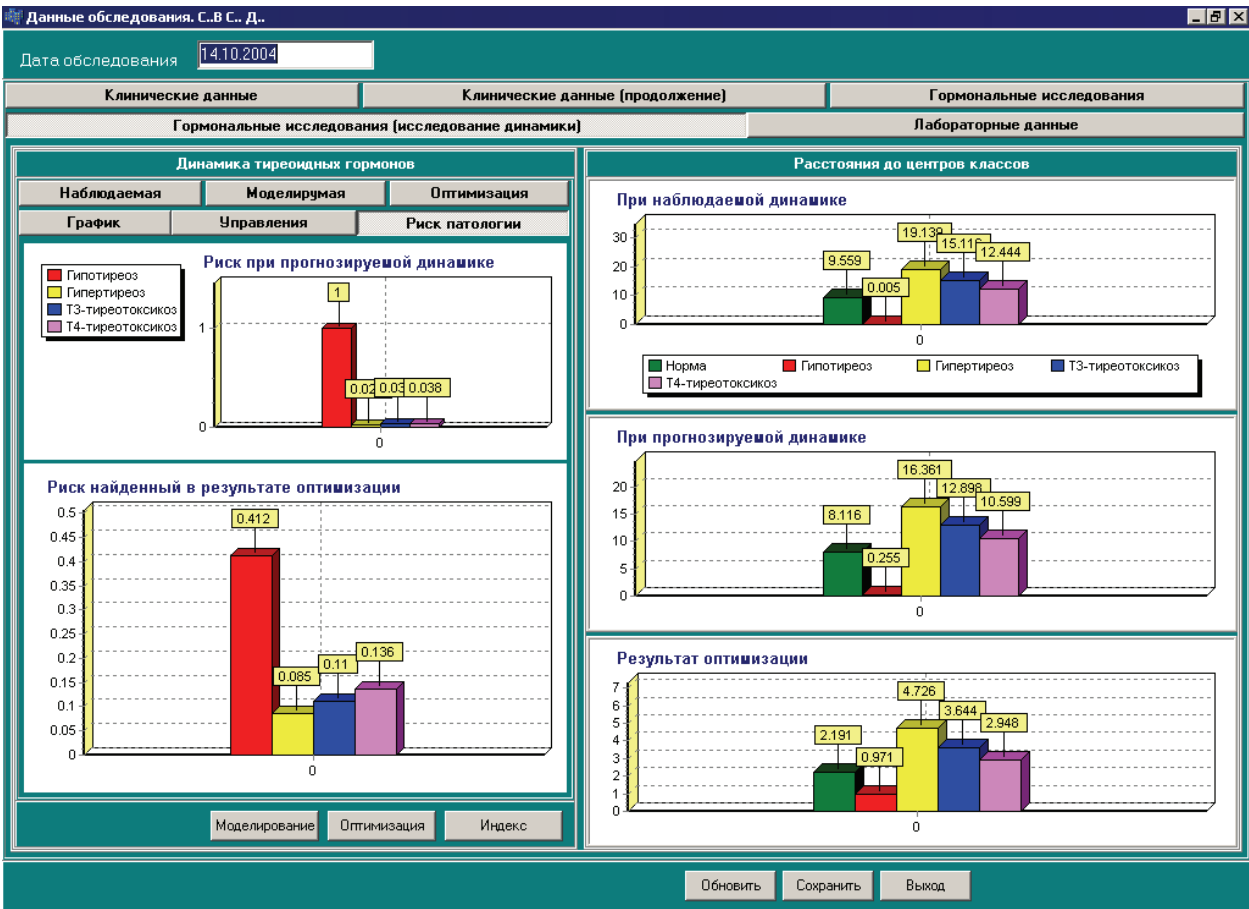 Данные обследования. С..В С.. Д..
Дата обследования 14.10.2004
Клинические данные Клинические данные (продолжение) Гормональные исследования
Гормональные исследования (исследование динамики) Лабораторные данные
Динамика тиреоидных гормонов
Наблюдаемая Моделирумая Оптимизация
График Управления Риск патологии
Риск при прогнозируемой динамике
Гипотиреоз
Гипертиреоз
Т3-тиреотоксикоз
Т4-тиреотоксикоз
1
0.038
1
0
0
Риск найденный в результате оптимизации
0.412
0.085
0.11
0.136
0.5
0.45
0.4
0.35
0.3
0.25
0.2
0.15
0.1
0.05
0
0
Моделирование Оптимизация Индекс
Расстояния до центров классов
При наблюдаемой динамике
9.559
0.005
19.139
15.116
12.444
30
20
10
0
0
Норма Гипотиреоз Гипертиреоз Т3-тиреотоксикоз
Т4-тиреотоксикоз
При прогнозируемой динамике
8.116
0.255
16.361
12.898
10.599
20
15
10
5
0
0
Результат оптимизации
2.191
0.971
4.726
3.644
2.948
7
6
5
4
3
2
1
0
0
Обновить Сохранить Выход